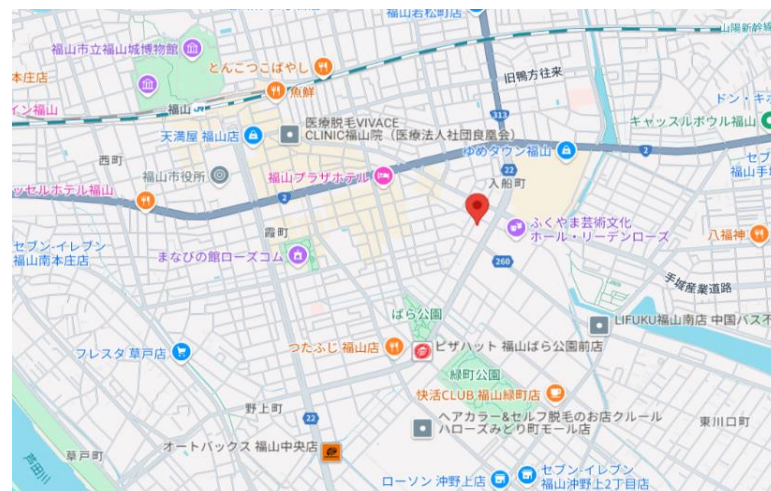 福山若松町店
福山市立福山城博物館
山陽新幹線
とんこつこばやし
本庄店
旧鴨方往来
魚鮮
ドン・キホ
イン福山
福山
313
キャッスルボウル福山
医療脱毛VIVACE
CLINIC福山院（医療法人社団良凰会）
天満屋 福山店
ゆめタウン福山
2
セブ
福山手城
西町
22
福山市役所
福山プラザホテル
入船町
ッセルホテル福山
2
ふくやま芸術文化
ホール・リーデンローズ
霞町
八福神
セブン-イレブン
福山南本庄店
まなびの館ローズコム
260
手城産業道路
ばら公園
LIFUKU福山南店 中国バス不
つたふじ 福山店
ピザハット 福山ばら公園前店
フレスタ 草戸店
緑町公園
快活CLUB 福山緑町店
野上町
22
ヘアカラー&セルフ脱毛のお店クルール
ハローズみどり町モール店
東川口町
オートバックス 福山中央店
草戸町
芦田川
ローソン 沖野上店
セブン-イレブン
福山沖野上2丁目店